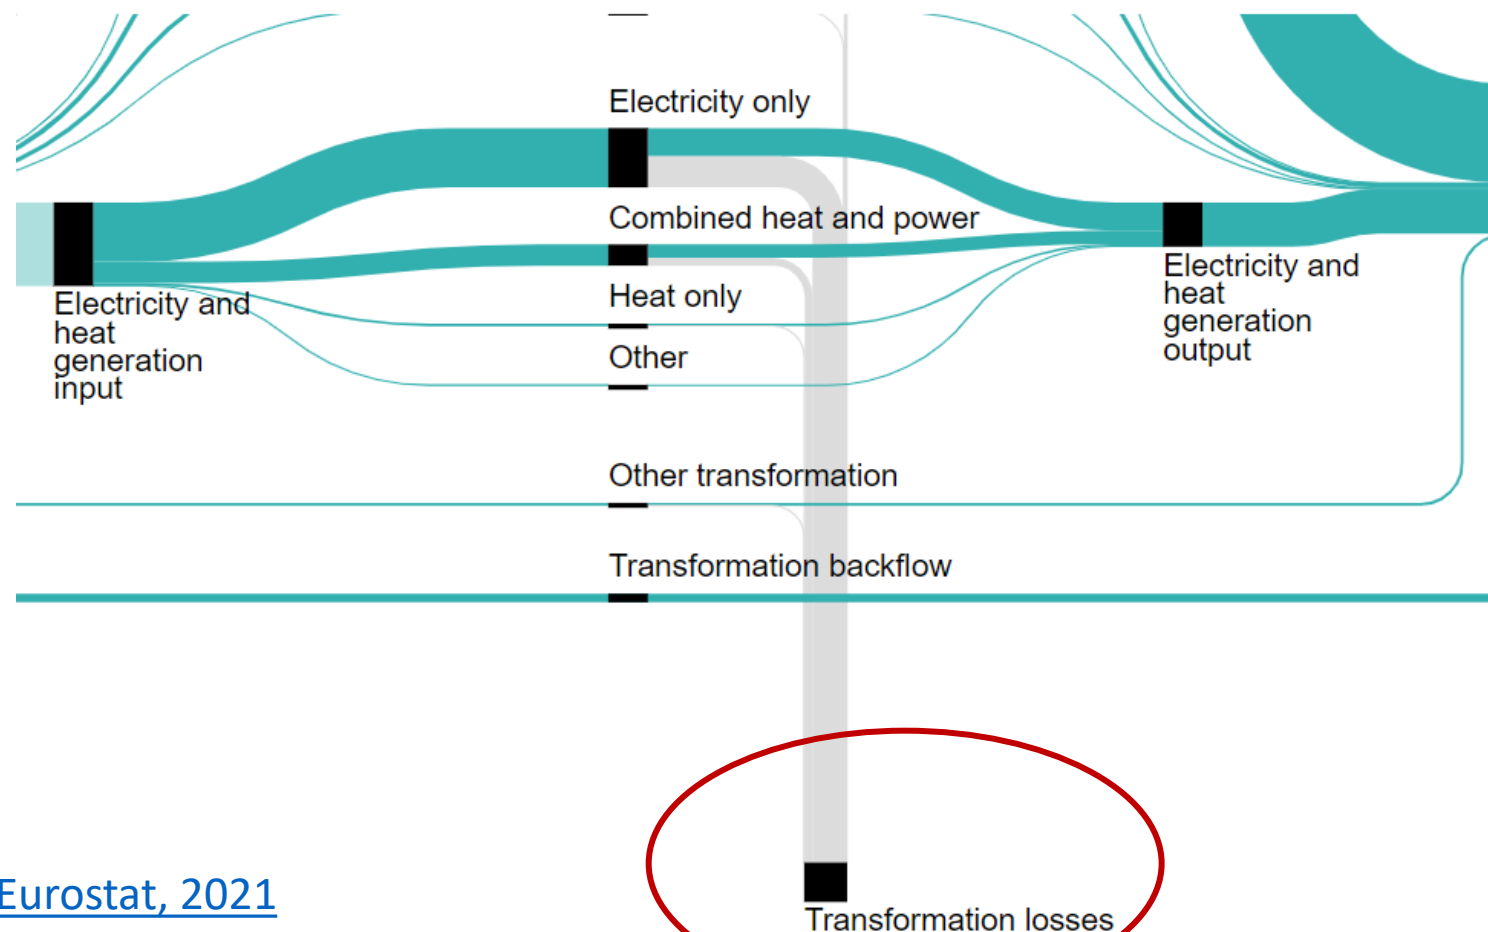 Electricity only
Combined heat and power
Electricity and
heat
generation
input
Electricity and
heat
generation
output
Heat only
Other
Other transformation
Transformation backflow
Eurostat, 2021
Transformation losses